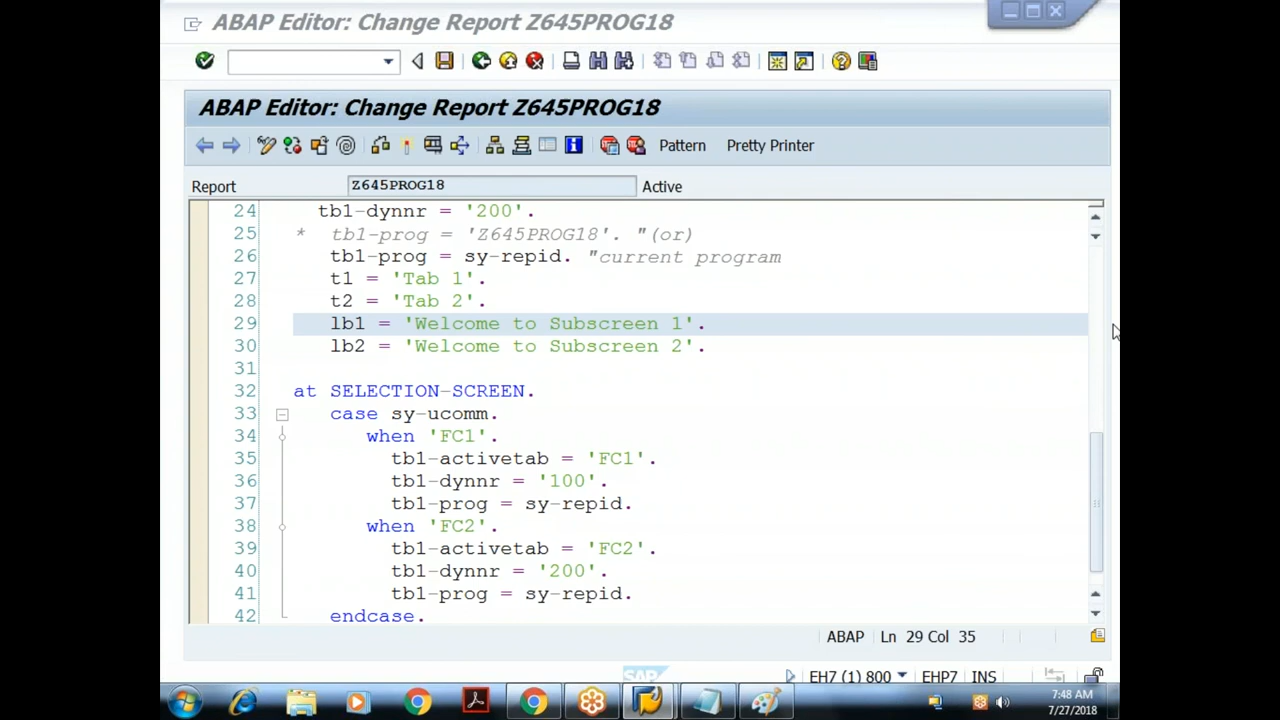 ABAP Editor: Change Report Z645PROG18
ABAP Editor: Change Report Z645PROG18
Pattern Pretty Printer
Report Z645PROG18 Active
24 tb1-dynnr = '200'.
25 * tb1-prog = 'Z645PROG18'. "(or)
26 tb1-prog = sy-repid. "current program
27 t1 = 'Tab 1'.
28 t2 = 'Tab 2'.
29 lb1 = 'Welcome to Subscreen 1'.
30 lb2 = 'Welcome to Subscreen 2'.
31
32 at SELECTION-SCREEN.
33 case sy-ucomm.
34 when 'FC1'.
35 tb1-activetab = 'FC1'.
36 tb1-dynnr = '100'.
37 tb1-prog = sy-repid.
38 when 'FC2'.
39 tb1-activetab = 'FC2'.
40 tb1-dynnr = '200'.
41 tb1-prog = sy-repid.
42 endcase.
ABAP Ln 29 Col 35
SAP
EH7 (1) 800 EHP7 INS
7:48 AM
7/27/2018